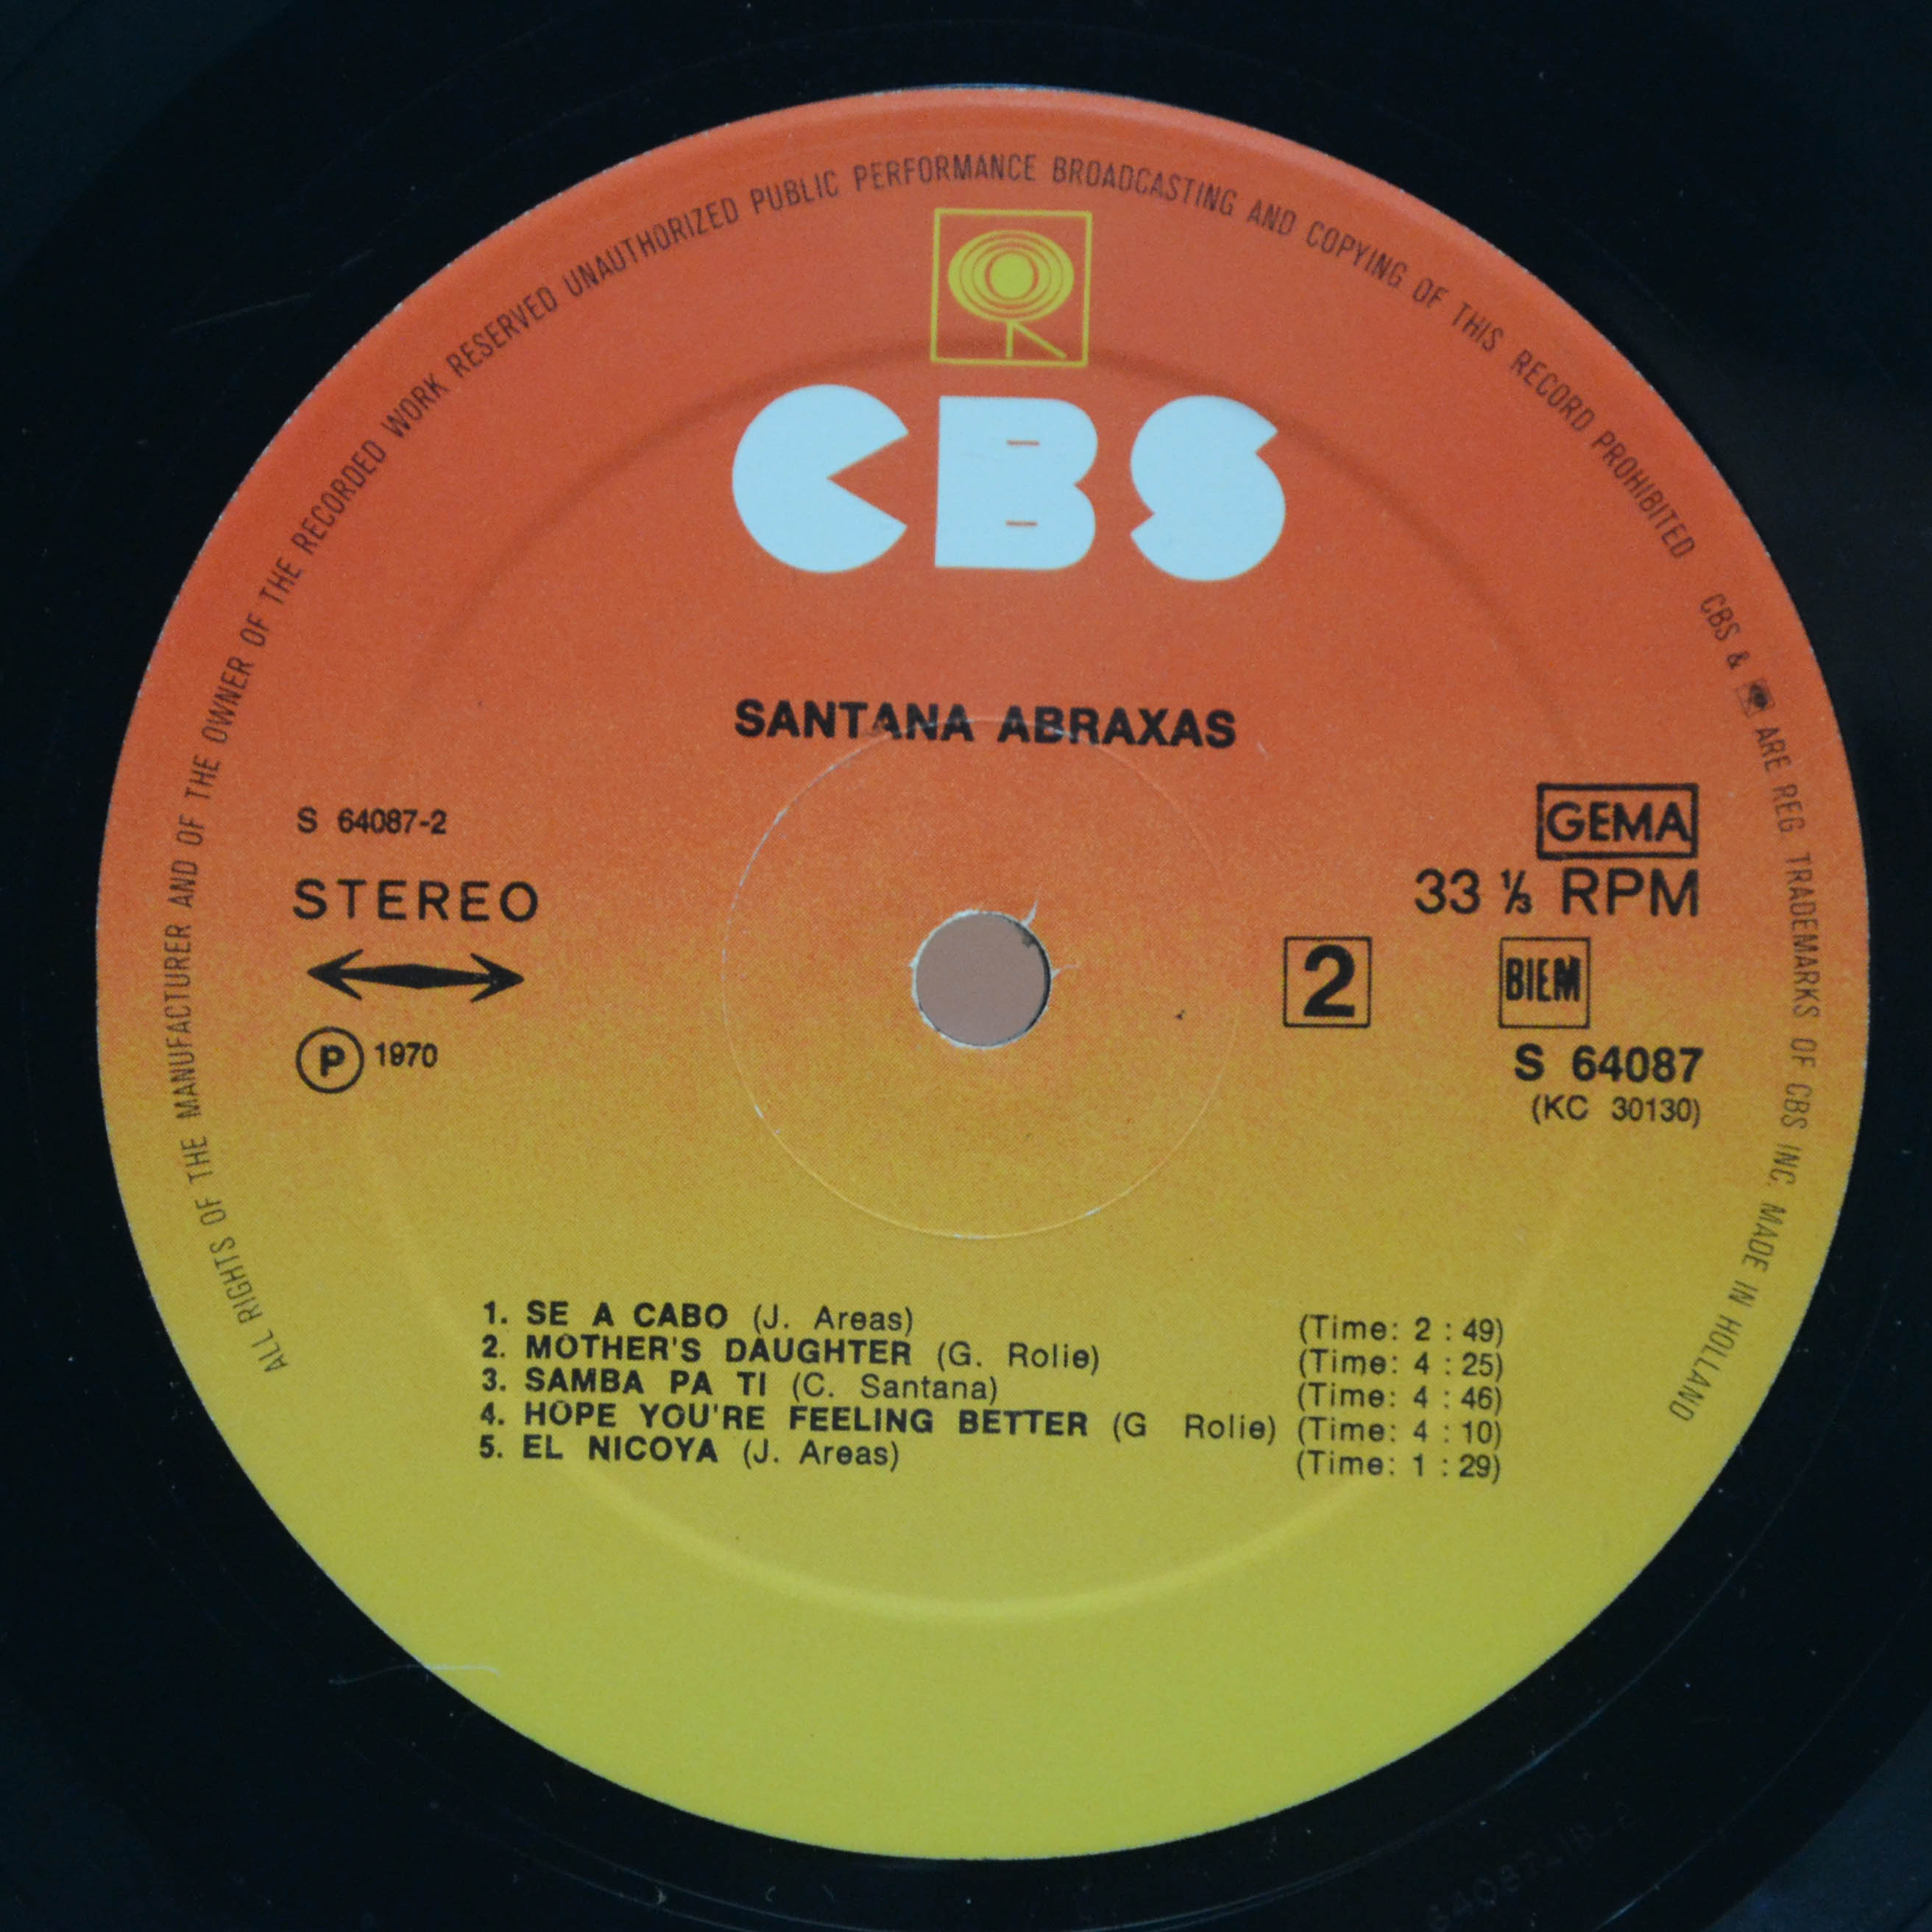 ALL RIGHTS OF THE MANUFACTURER AND OF THE OWNER OF THE RECORDED WORK RESERVED UNAUTHORIZED PUBLIC PERFORMANCE BROADCASTING AND COPYING OF THIS RECORD PROHIBITED CBS & ARE REG. TRADEMARKS OF CBS INC. MADE IN HOLLAND
CBS
SANTANA ABRAXAS
S 64087-2
STEREO
Ⓟ 1970
GEMA
33 ⅓ RPM
2
BIEM
S 64087
(KC 30130)
1. SE A CABO (J. Areas) (Time: 2 : 49)
2. MOTHER'S DAUGHTER (G. Rolie) (Time: 4 : 25)
3. SAMBA PA TI (C. Santana) (Time: 4 : 46)
4. HOPE YOU'RE FEELING BETTER (G Rolie) (Time: 4 : 10)
5. EL NICOYA (J. Areas) (Time: 1 : 29)